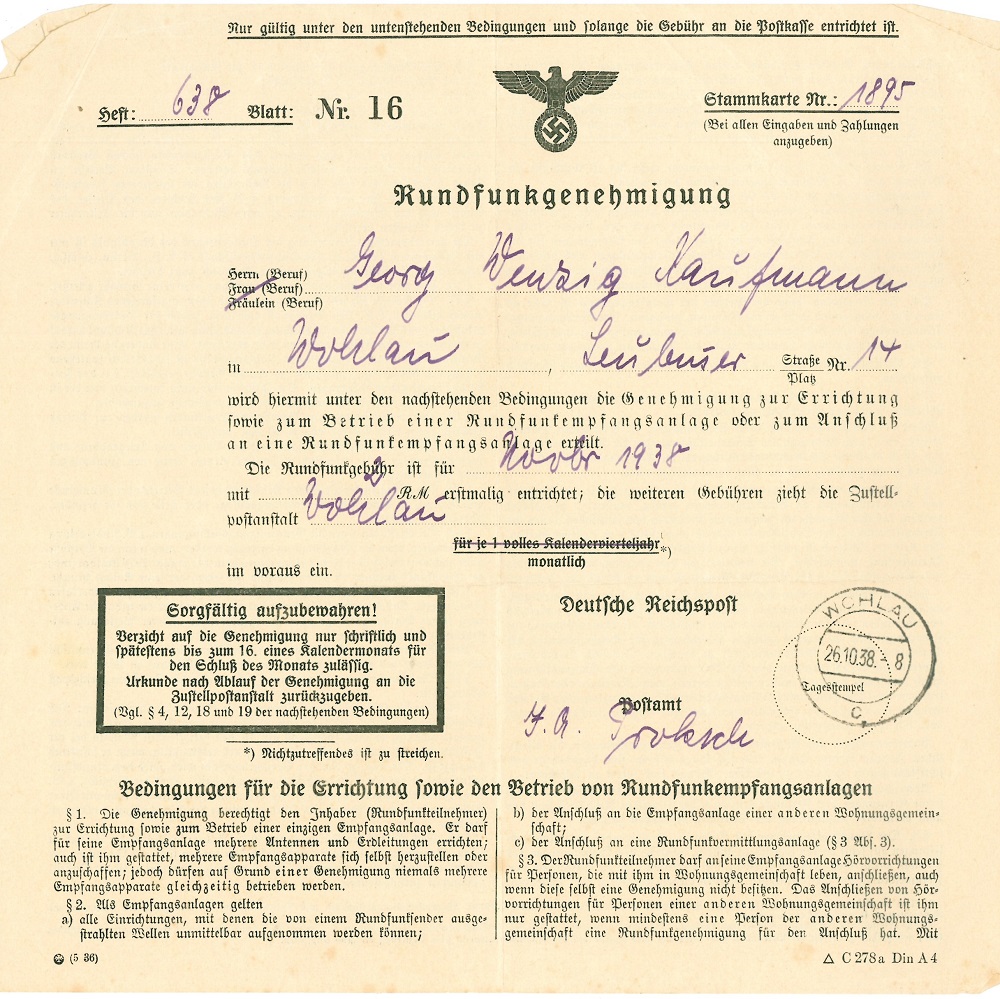 Nur gültig unter den untenstehenden Bedingungen und solange die Gebühr an die Postkasse entrichtet ist.
Heft: 638 Blatt: Nr. 16
Stammkarte Nr.: 1895
(Bei allen Eingaben und Zahlungen
anzugeben)
Rundfunkgenehmigung
Herrn (Beruf)
Frau (Beruf)
Fräulein (Beruf)
Georg Wenzig Kaufmann
in Wohlau, Leubuser Straße Nr. 14
Platz
wird hiermit unter den nachstehenden Bedingungen die Genehmigung zur Errichtung
sowie zum Betrieb einer Rundfunkempfangsanlage oder zum Anschluß
an eine Rundfunkempfangsanlage erteilt.
Die Rundfunkgebühr ist für Novbr 1938
mit 2 RM erstmalig entrichtet; die weiteren Gebühren zieht die Zustell-
postanstalt Wohlau
für je 1 volles Kalendervierteljahr*)
monatlich
im voraus ein.
Sorgfältig aufzubewahren!
Verzicht auf die Genehmigung nur schriftlich und
spätestens bis zum 16. eines Kalendermonats für
den Schluß des Monats zulässig.
Urkunde nach Ablauf der Genehmigung an die
Zustellpostanstalt zurückzugeben.
(Vgl. § 4, 12, 18 und 19 der nachstehenden Bedingungen)
*) Nichtzutreffendes ist zu streichen.
Deutsche Reichspost
WOHLAU
26.10.38.-8
Tagesstempel
c
Postamt
I. A. Proksch
Bedingungen für die Errichtung sowie den Betrieb von Rundfunkempfangsanlagen
§ 1. Die Genehmigung berechtigt den Inhaber (Rundfunkteilnehmer)
zur Errichtung sowie zum Betrieb einer einzigen Empfangsanlage. Er darf
für seine Empfangsanlage mehrere Antennen und Erdleitungen errichten;
auch ist ihm gestattet, mehrere Empfangsapparate sich selbst herzustellen oder
anzuschaffen; jedoch dürfen auf Grund einer Genehmigung niemals mehrere
Empfangsapparate gleichzeitig betrieben werden.
§ 2. Als Empfangsanlagen gelten
a) alle Einrichtungen, mit denen die von einem Rundfunksender ausge-
strahlten Wellen unmittelbar aufgenommen werden können;
b) der Anschluß an die Empfangsanlage einer anderen Wohnungsgemein-
schaft;
c) der Anschluß an eine Rundfunkvermittlungsanlage (§ 3 Abs. 3).
§ 3. Der Rundfunkteilnehmer darf an seine Empfangsanlage Hörvorrichtungen
für Personen, die mit ihm in Wohnungsgemeinschaft leben, anschließen, auch
wenn diese selbst eine Genehmigung nicht besitzen. Das Anschließen von Hör-
vorrichtungen für Personen einer anderen Wohnungsgemeinschaft ist ihm
nur gestattet, wenn mindestens eine Person der anderen Wohnungs-
gemeinschaft eine Rundfunkgenehmigung für den Anschluß hat. Mit
(5 36)
△ C 278a Din A 4